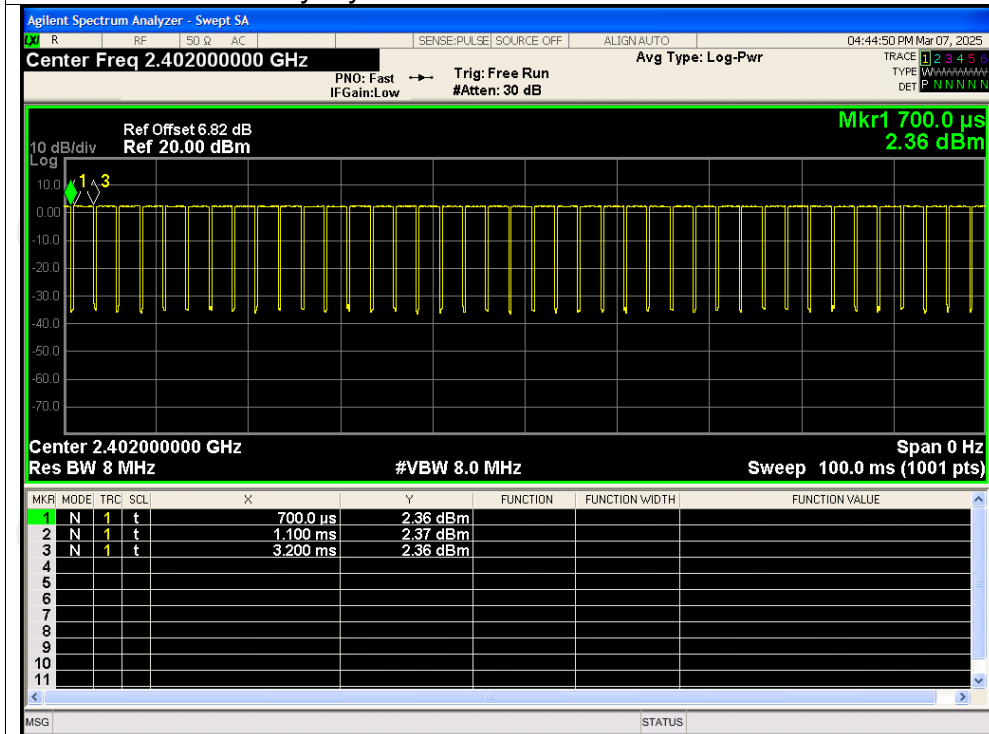 Agilent Spectrum Analyzer - Swept SA
LXI R RF 50 Ω AC SENSE:PULSE SOURCE OFF ALIGN AUTO 04:44:50 PM Mar 07, 2025
Center Freq 2.402000000 GHz
PNO: Fast
IFGain:Low
Trig: Free Run
#Atten: 30 dB
Avg Type: Log-Pwr
TRACE 1 2 3 4 5 6
TYPE W
DET P N N N N N
Mkr1 700.0 µs
2.36 dBm
Ref Offset 6.82 dB
10 dB/div Ref 20.00 dBm
Log
1 3
10.0
0.00
-10.0
-20.0
-30.0
-40.0
-50.0
-60.0
-70.0
Center 2.402000000 GHz Span 0 Hz
Res BW 8 MHz #VBW 8.0 MHz Sweep 100.0 ms (1001 pts)
MKR MODE TRC SCL X Y FUNCTION FUNCTION WIDTH FUNCTION VALUE
1 N 1 t 700.0 µs 2.36 dBm
2 N 1 t 1.100 ms 2.37 dBm
3 N 1 t 3.200 ms 2.36 dBm
4
5
6
7
8
9
10
11
MSG STATUS